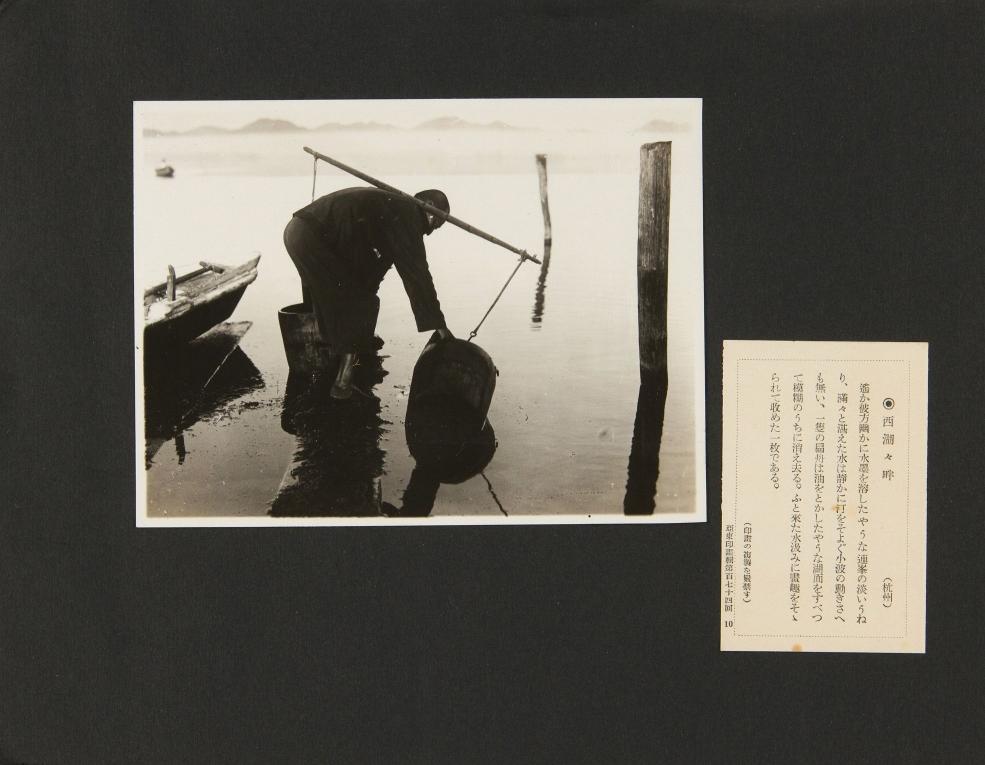 ◉西湖々畔 (杭州)
遙か彼方幽かに水墨を溶したやうな連峯の淡いうね
り、滿々と湛えた水は靜かに汀をそよぐ小波の動きさへ
も無い、一隻の扁舟は油をとかしたやうな湖面をすべつ
て模糊のうちに消え去る。ふと來た水汲みに畫趣をそゝ
られて收めた一枚である。
(印畫の複製を嚴禁す)
亞東印畫輯第百七十四回 10